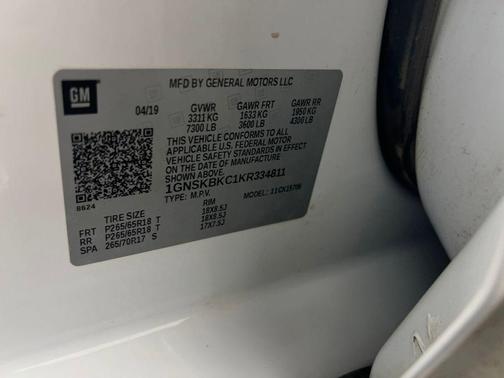 GM
MFD BY GENERAL MOTORS LLC
04/19 GVWR GAWR FRT GAWR RR
3311 KG 1633 KG 1950 KG
7300 LB 3600 LB 4300 LB
THIS VEHICLE CONFORMS TO ALL
APPLICABLE U.S. FEDERAL MOTOR
VEHICLE SAFETY STANDARDS IN EFFECT
ON THE DATE OF MANUFACTURE
SHOWN ABOVE.
1GNSKBKC1KR334811
TYPE: M.P.V. MODEL: 11CK15706
8624
TIRE SIZE RIM
FRT P265/65R18 T 18X8.5J
RR P265/65R18 T 18X8.5J
SPA 265/70R17 S 17X7.5J